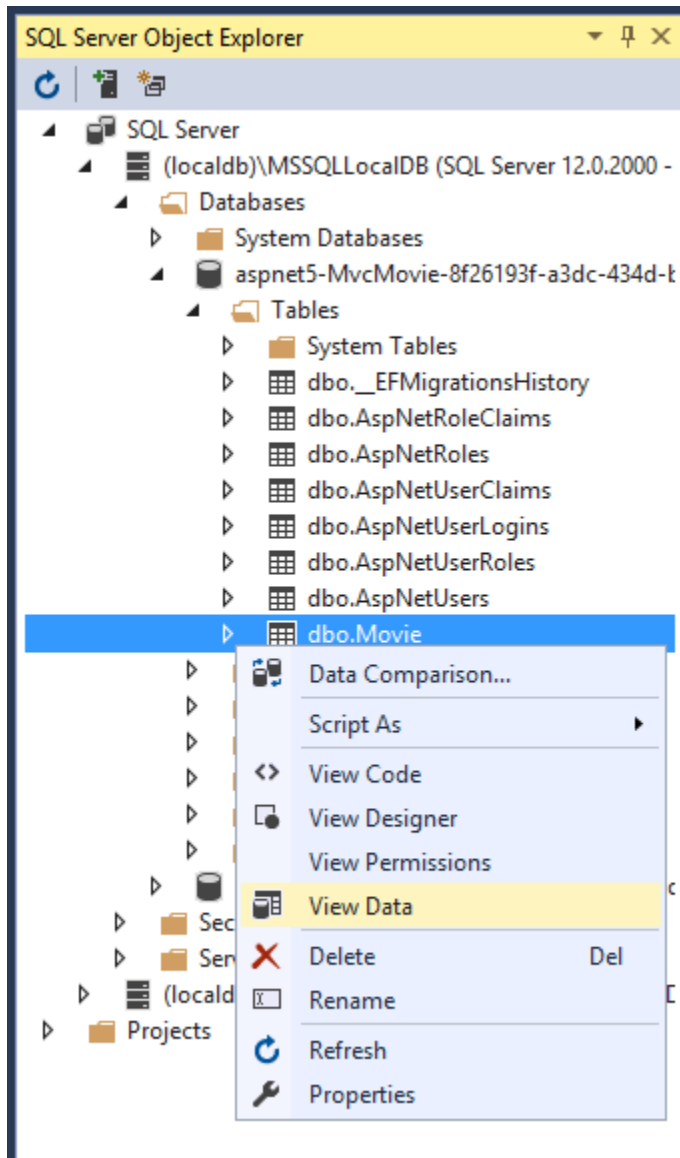 SQL Server Object Explorer
SQL Server
(localdb)\MSSQLLocalDB (SQL Server 12.0.2000 -
Databases
System Databases
aspnet5-MvcMovie-8f26193f-a3dc-434d-b
Tables
System Tables
dbo.__EFMigrationsHistory
dbo.AspNetRoleClaims
dbo.AspNetRoles
dbo.AspNetUserClaims
dbo.AspNetUserLogins
dbo.AspNetUserRoles
dbo.AspNetUsers
dbo.Movie
Data Comparison...
Script As
View Code
View Designer
View Permissions
View Data
Sec
Delete Del
Ser
(locald
Rename
Projects
Refresh
Properties